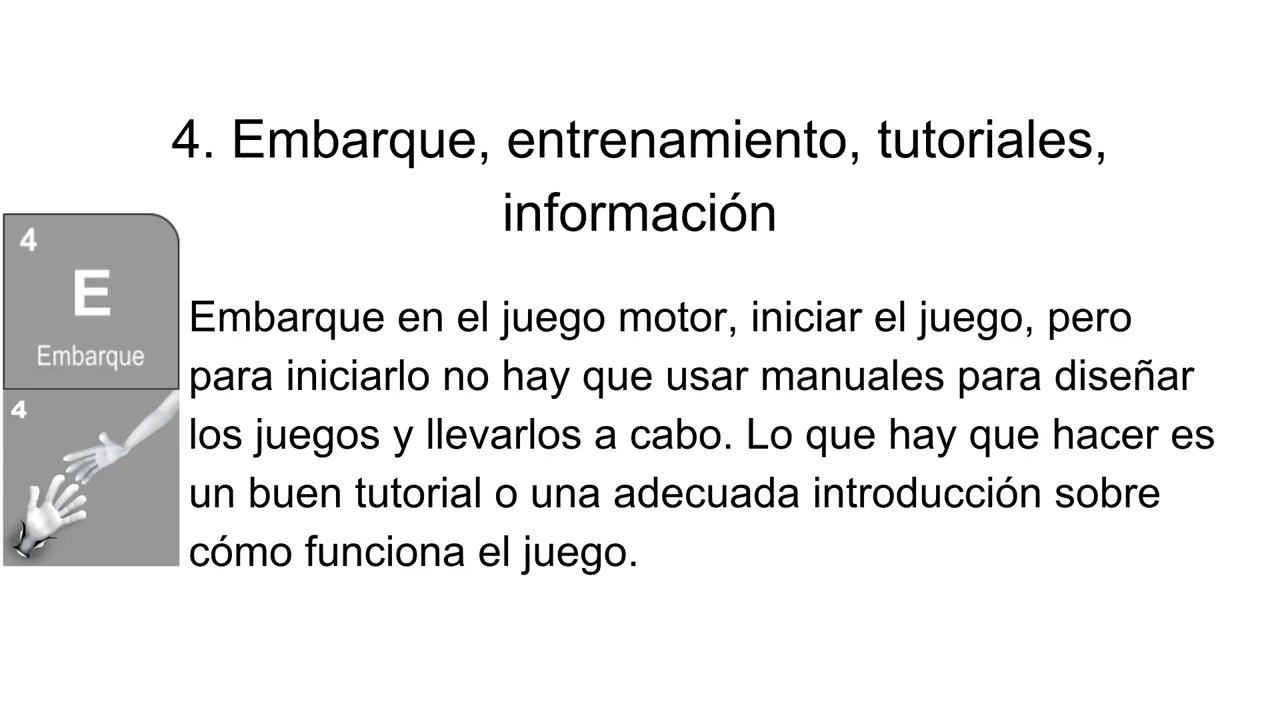 4. Embarque, entrenamiento, tutoriales,
información
4
E
Embarque
4
Embarque en el juego motor, iniciar el juego, pero
para iniciarlo no hay que usar manuales para diseñar
los juegos y llevarlos a cabo. Lo que hay que hacer es
un buen tutorial o una adecuada introducción sobre
cómo funciona el juego.